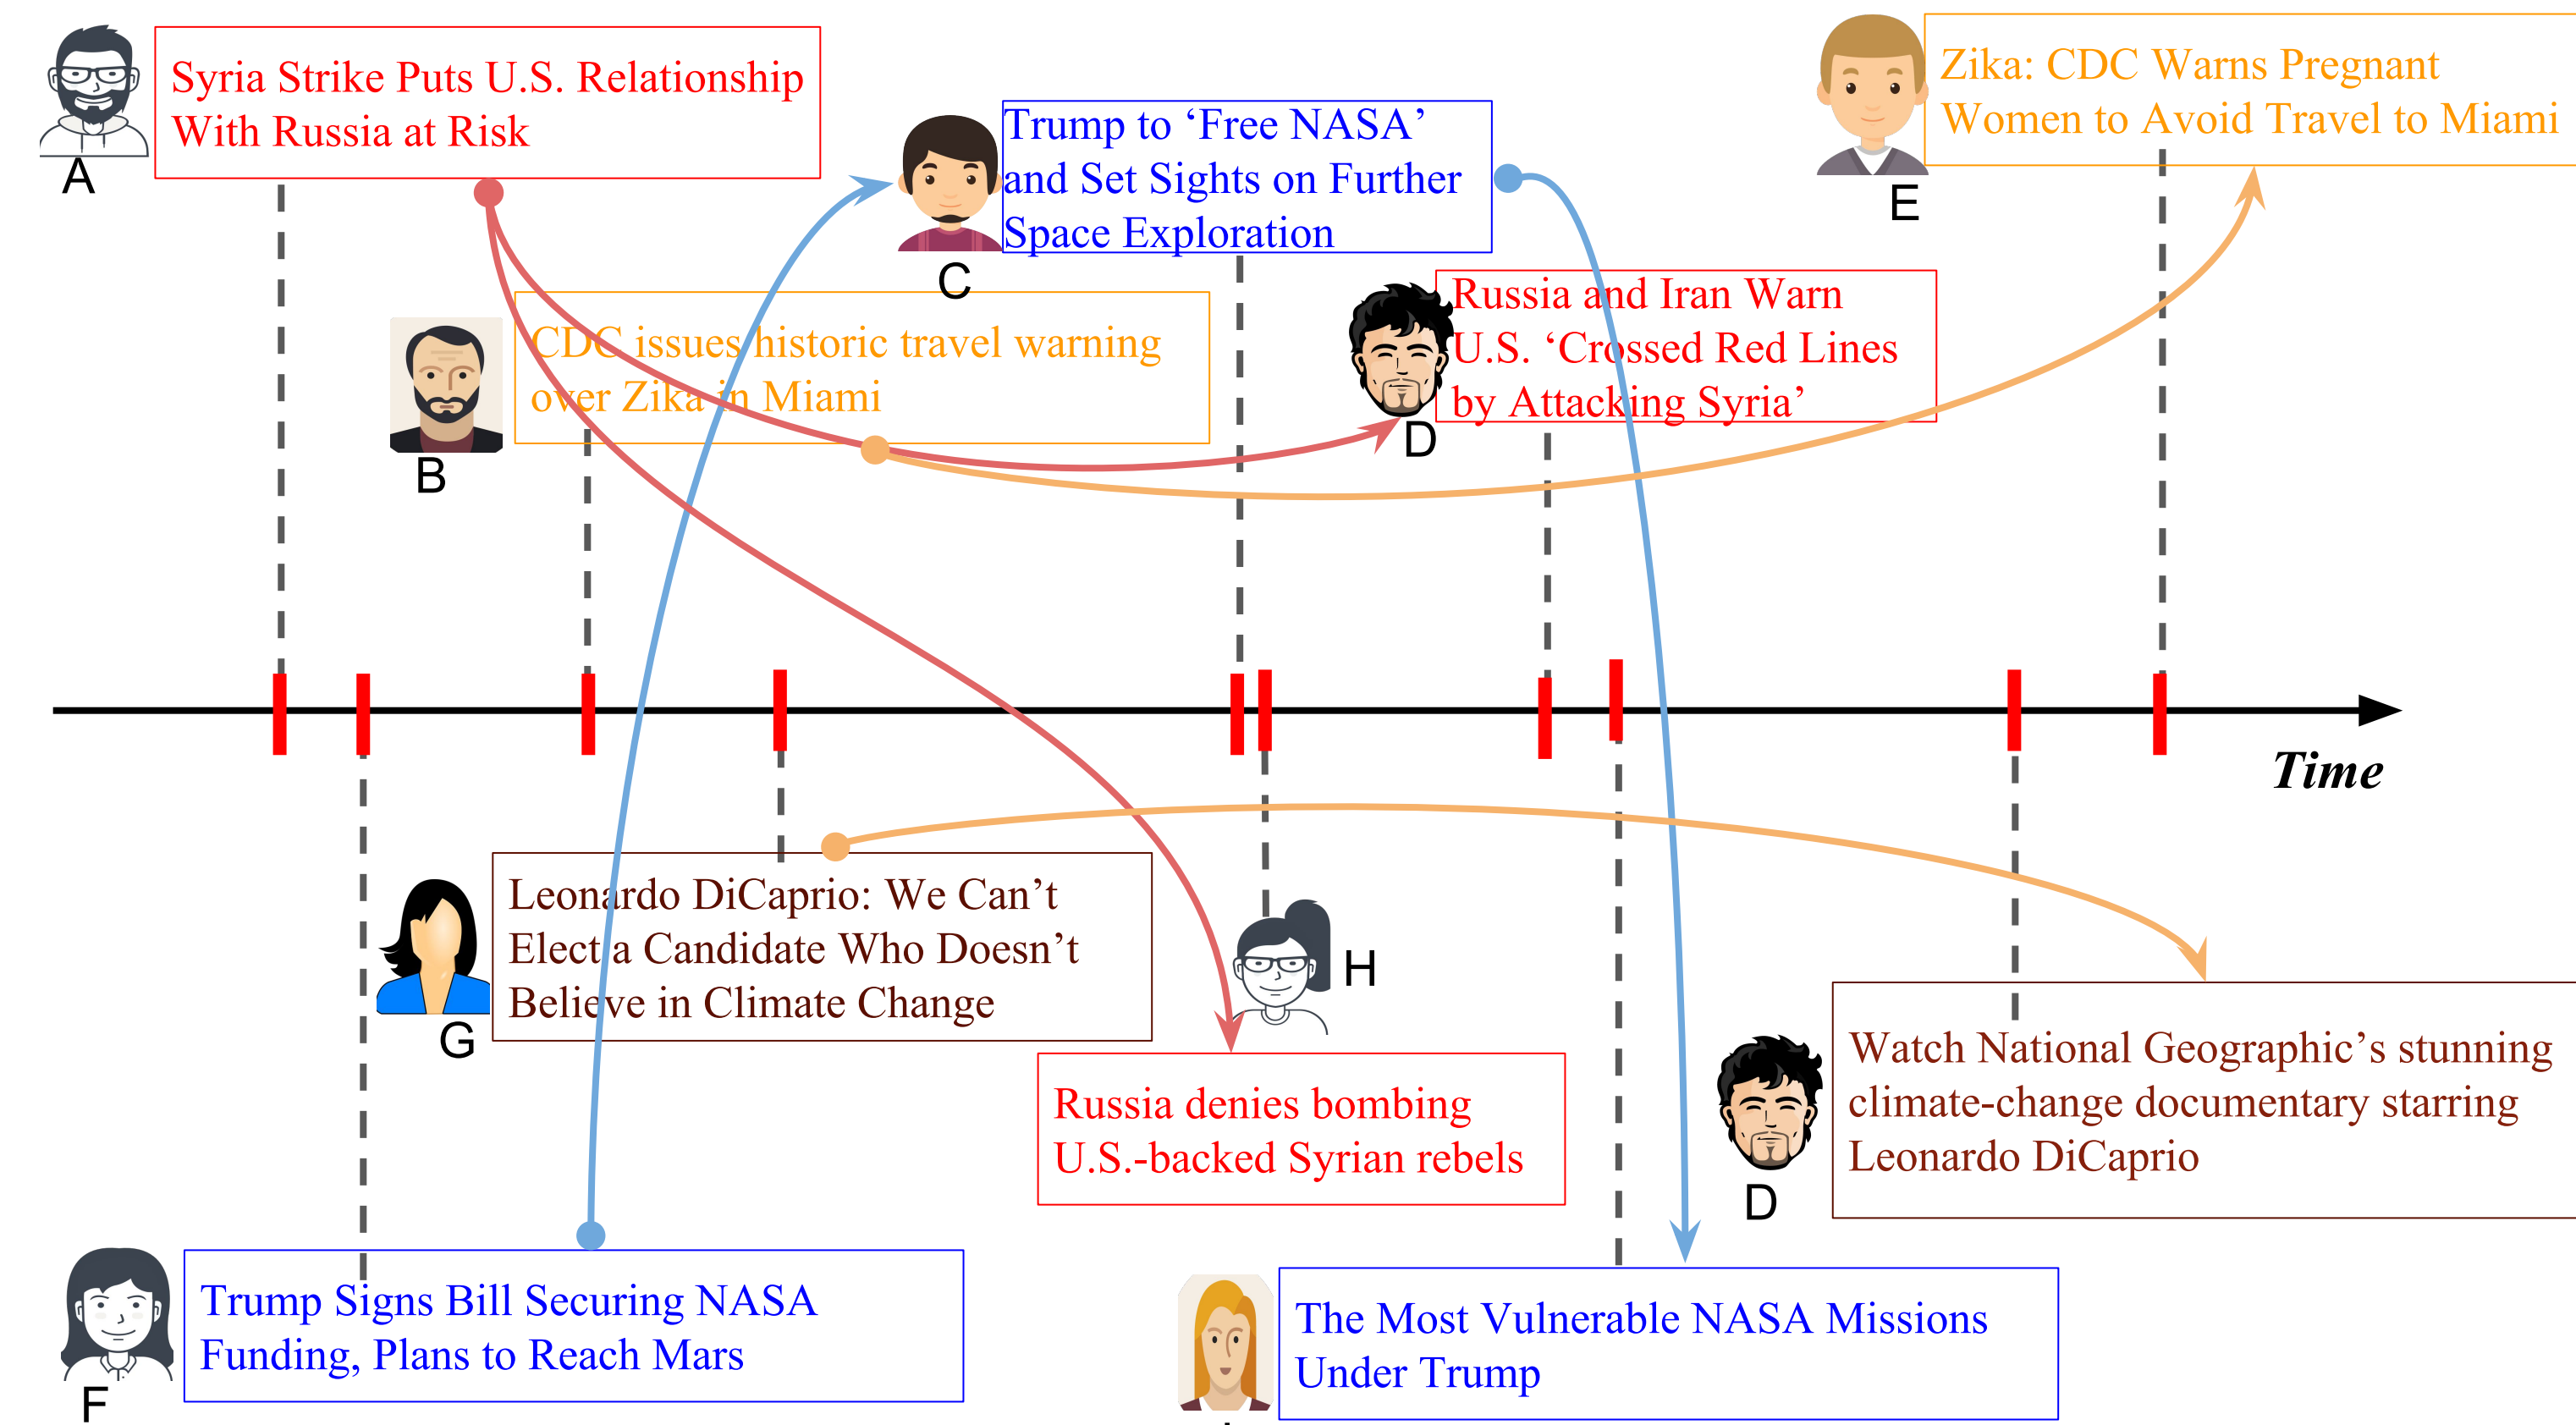 Syria Strike Puts U.S. Relationship
With Russia at Risk
A
Trump to ‘Free NASA’
and Set Sights on Further
Space Exploration
C
Zika: CDC Warns Pregnant
Women to Avoid Travel to Miami
E
CDC issues historic travel warning
over Zika in Miami
B
Russia and Iran Warn
U.S. ‘Crossed Red Lines
by Attacking Syria’
D
Time
Leonardo DiCaprio: We Can’t
Elect a Candidate Who Doesn’t
Believe in Climate Change
G
H
Russia denies bombing
U.S.-backed Syrian rebels
Watch National Geographic’s stunning
climate-change documentary starring
Leonardo DiCaprio
D
Trump Signs Bill Securing NASA
Funding, Plans to Reach Mars
F
The Most Vulnerable NASA Missions
Under Trump